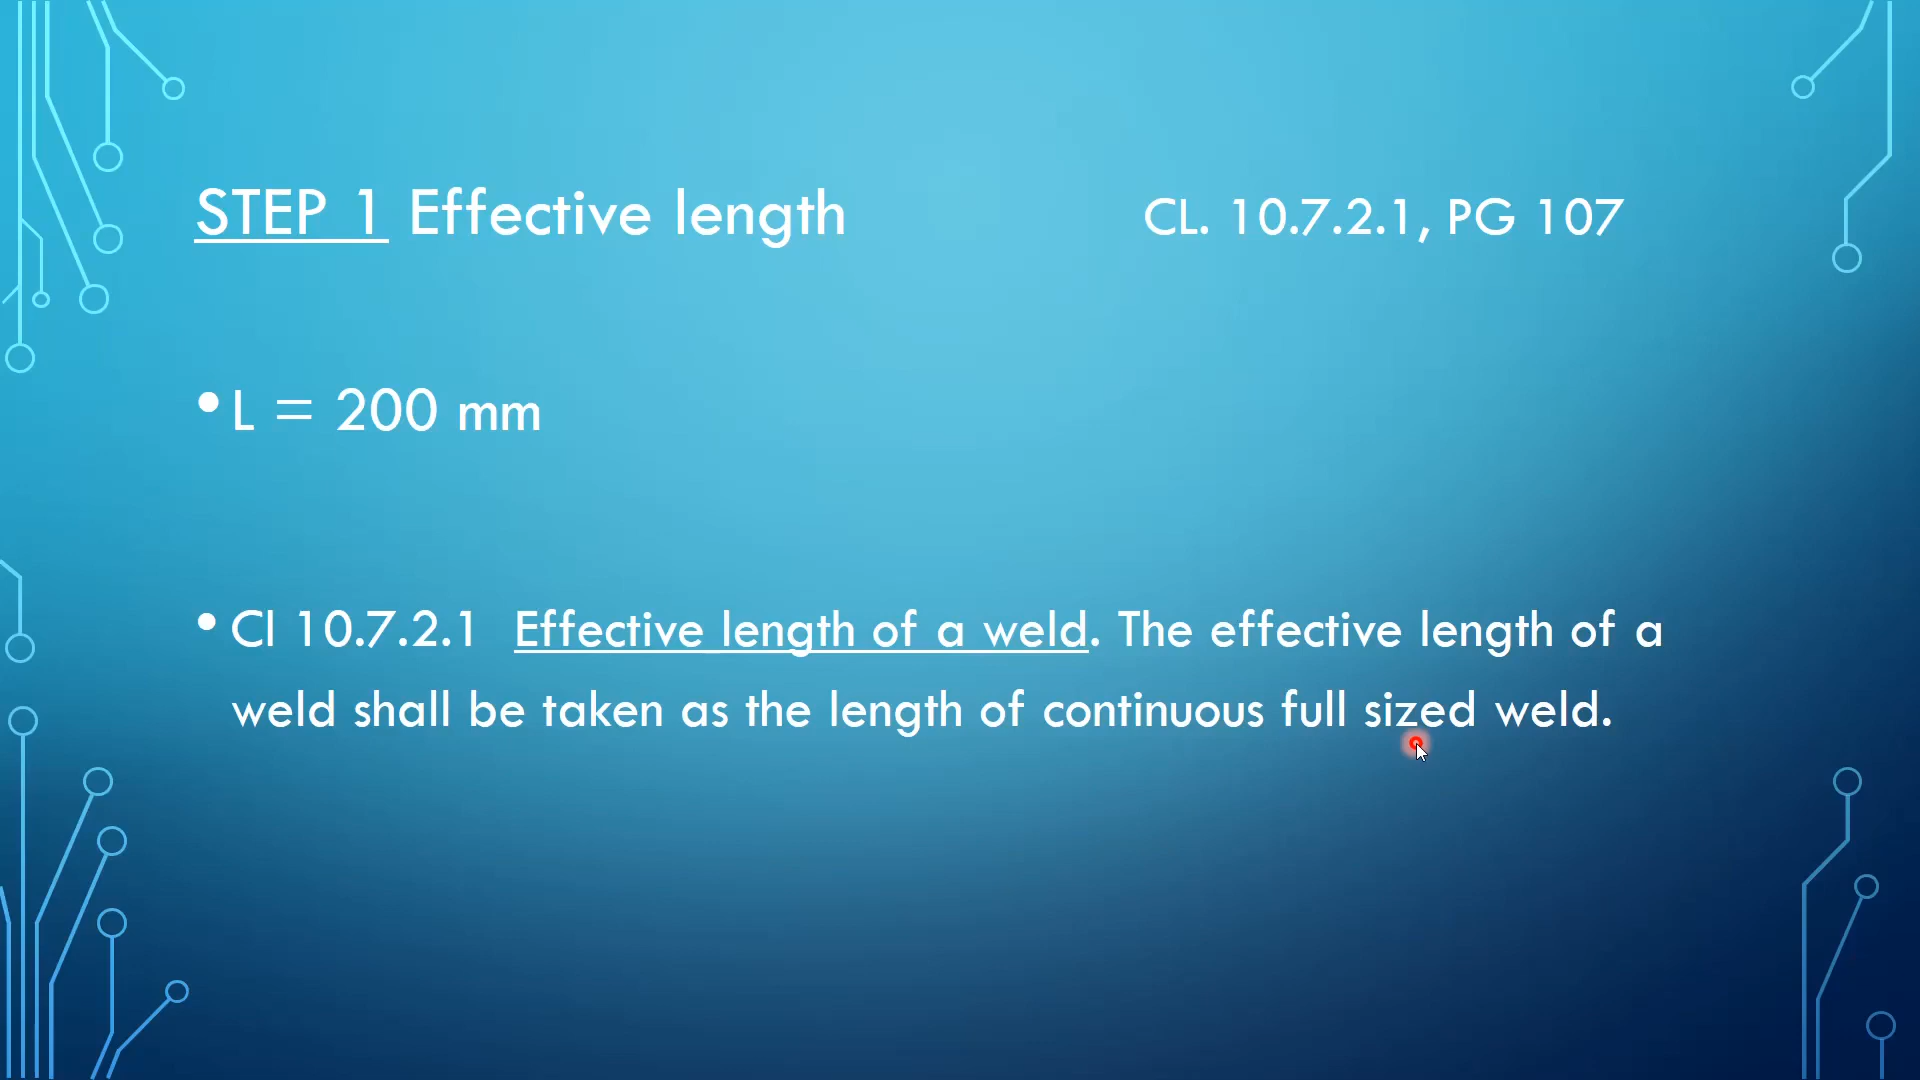 STEP 1 Effective length CL. 10.7.2.1, PG 107
• L = 200 mm
• Cl 10.7.2.1 Effective length of a weld. The effective length of a
weld shall be taken as the length of continuous full sized weld.